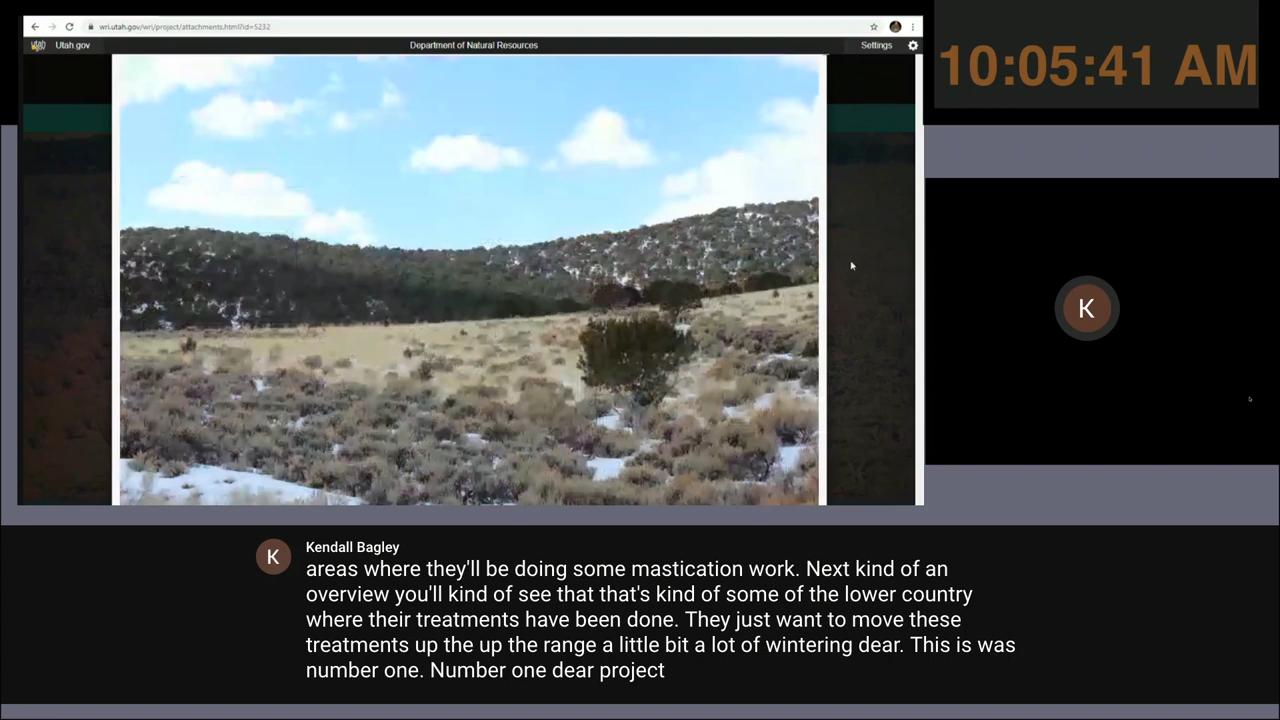 wri.utah.gov/wri/project/attachments.html?id=5232
Utah.gov
Department of Natural Resources
Settings
10:05:41 AM
K
K
Kendall Bagley
areas where they'll be doing some mastication work. Next kind of an
overview you'll kind of see that that's kind of some of the lower country
where their treatments have been done. They just want to move these
treatments up the up the range a little bit a lot of wintering dear. This is was
number one. Number one dear project